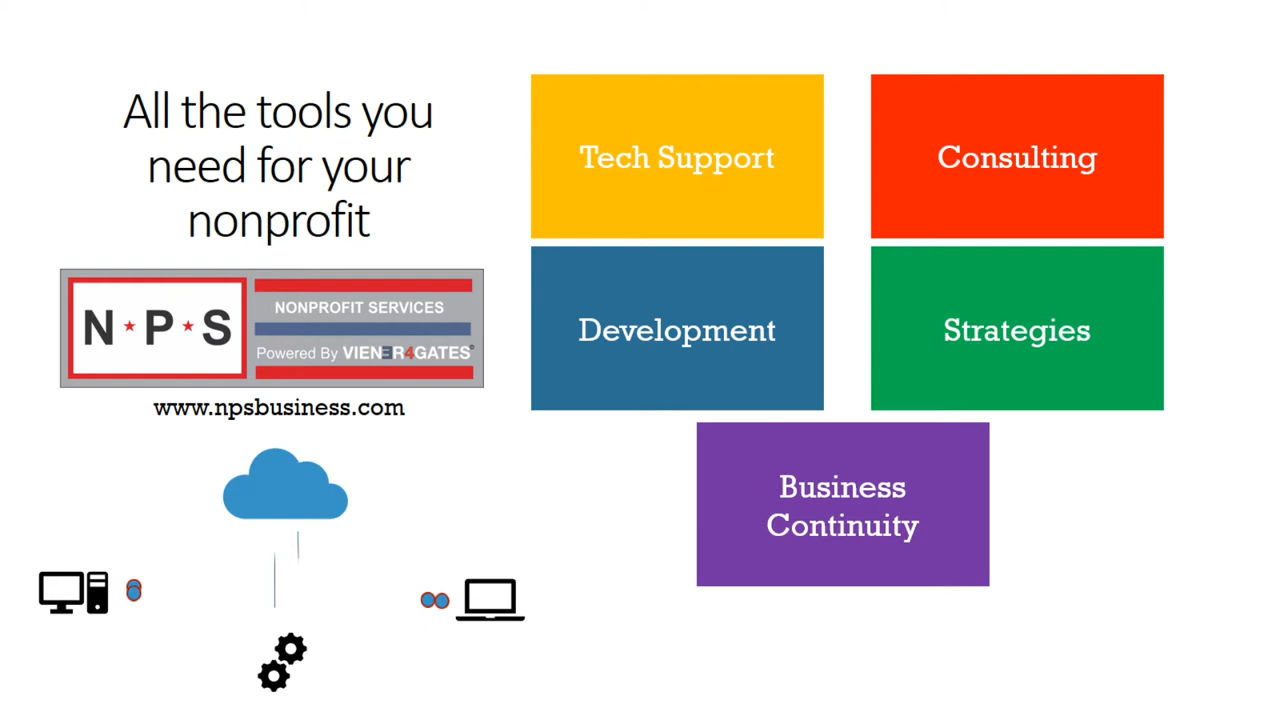 All the tools you
need for your
nonprofit
N★P★S
NONPROFIT SERVICES
Powered By VIENER4GATES
www.npsbusiness.com
Tech Support
Consulting
Development
Strategies
Business
Continuity